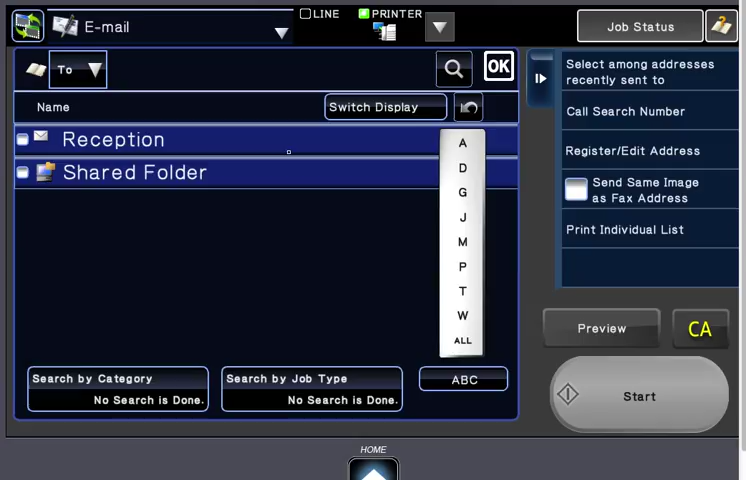 E-mail
LINE
PRINTER
Job Status
To
OK
Name
Switch Display
Reception
Shared Folder
A
D
G
J
M
P
T
W
ALL
Search by Category
No Search is Done.
Search by Job Type
No Search is Done.
ABC
Select among addresses
recently sent to
Call Search Number
Register/Edit Address
Send Same Image
as Fax Address
Print Individual List
Preview
CA
Start
HOME